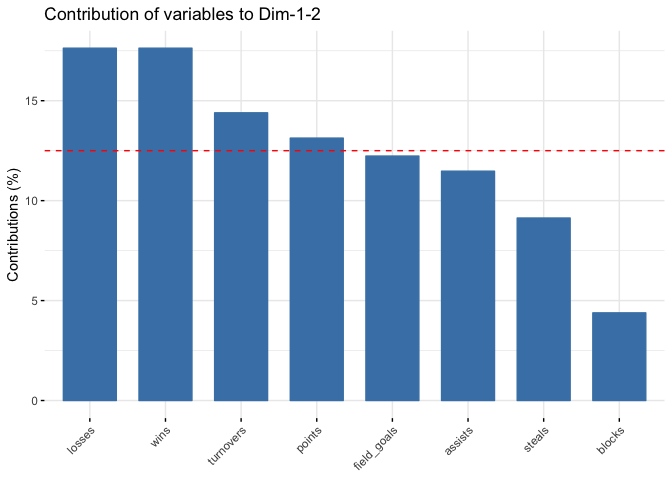 Contribution of variables to Dim-1-2
Contributions (%)
15
10
5
0
losses
wins
turnovers
points
field_goals
assists
steals
blocks